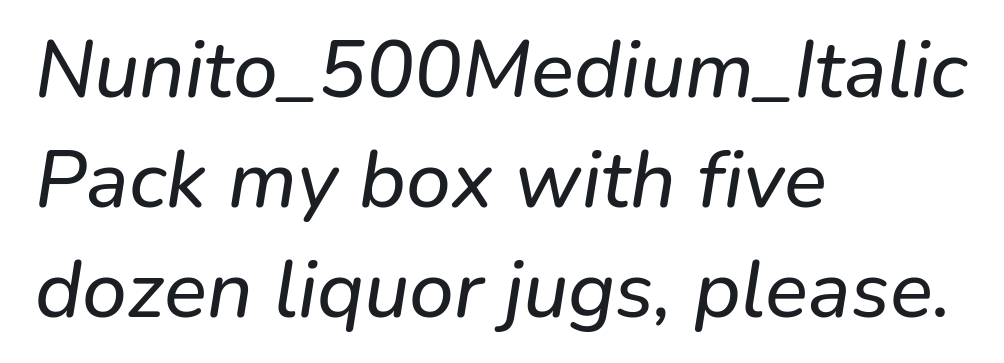 Nunito_500Medium_Italic
Pack my box with five
dozen liquor jugs, please.